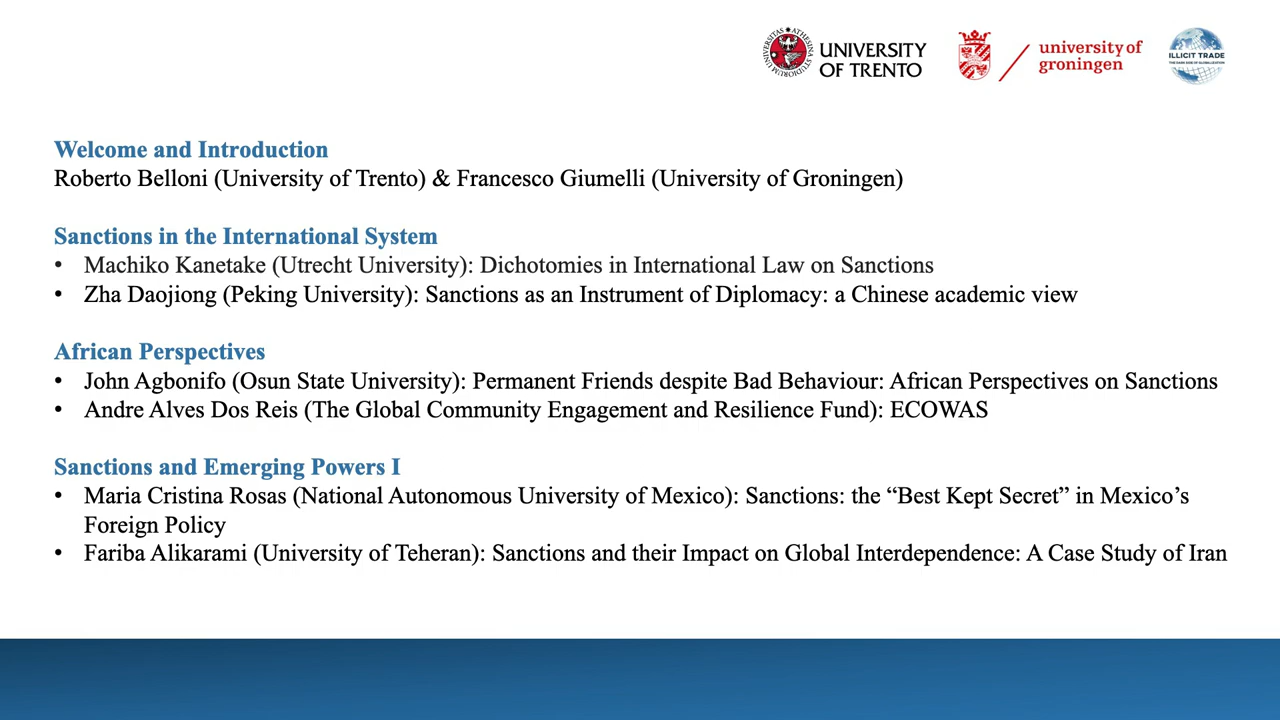 UNIVERSITY
OF TRENTO
university of
groningen
ILLICIT TRADE
THE DARK SIDE OF GLOBALIZATION
Welcome and Introduction
Roberto Belloni (University of Trento) & Francesco Giumelli (University of Groningen)
Sanctions in the International System
• Machiko Kanetake (Utrecht University): Dichotomies in International Law on Sanctions
• Zha Daojiong (Peking University): Sanctions as an Instrument of Diplomacy: a Chinese academic view
African Perspectives
• John Agbonifo (Osun State University): Permanent Friends despite Bad Behaviour: African Perspectives on Sanctions
• Andre Alves Dos Reis (The Global Community Engagement and Resilience Fund): ECOWAS
Sanctions and Emerging Powers I
• Maria Cristina Rosas (National Autonomous University of Mexico): Sanctions: the “Best Kept Secret” in Mexico’s
Foreign Policy
• Fariba Alikarami (University of Teheran): Sanctions and their Impact on Global Interdependence: A Case Study of Iran